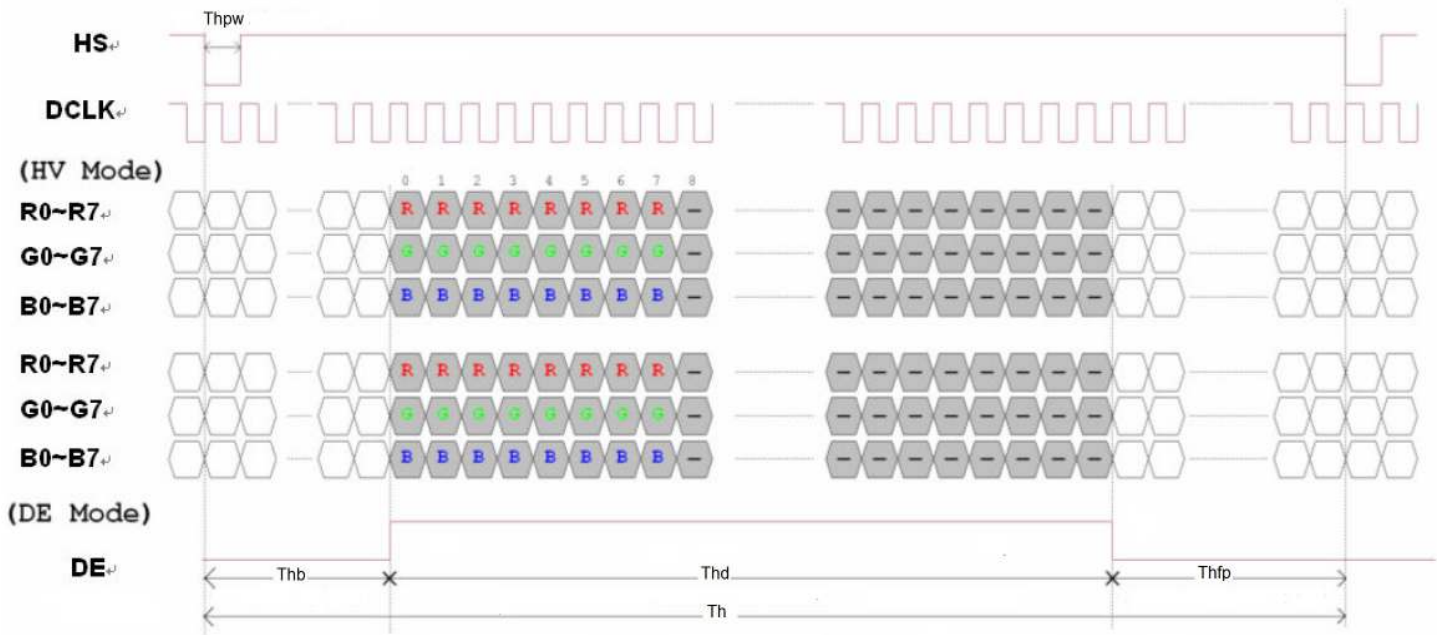 Thpw
HS
DCLK
(HV Mode)
0 1 2 3 4 5 6 7 8
R0~R7 R R R R R R R R - - - - - - - - -
G0~G7 G G G G G G G G - - - - - - - - -
B0~B7 B B B B B B B B - - - - - - - - -
R0~R7 R R R R R R R R - - - - - - - - -
G0~G7 G G G G G G G G - - - - - - - - -
B0~B7 B B B B B B B B - - - - - - - - -
(DE Mode)
DE
Thb Thd Thfp
Th